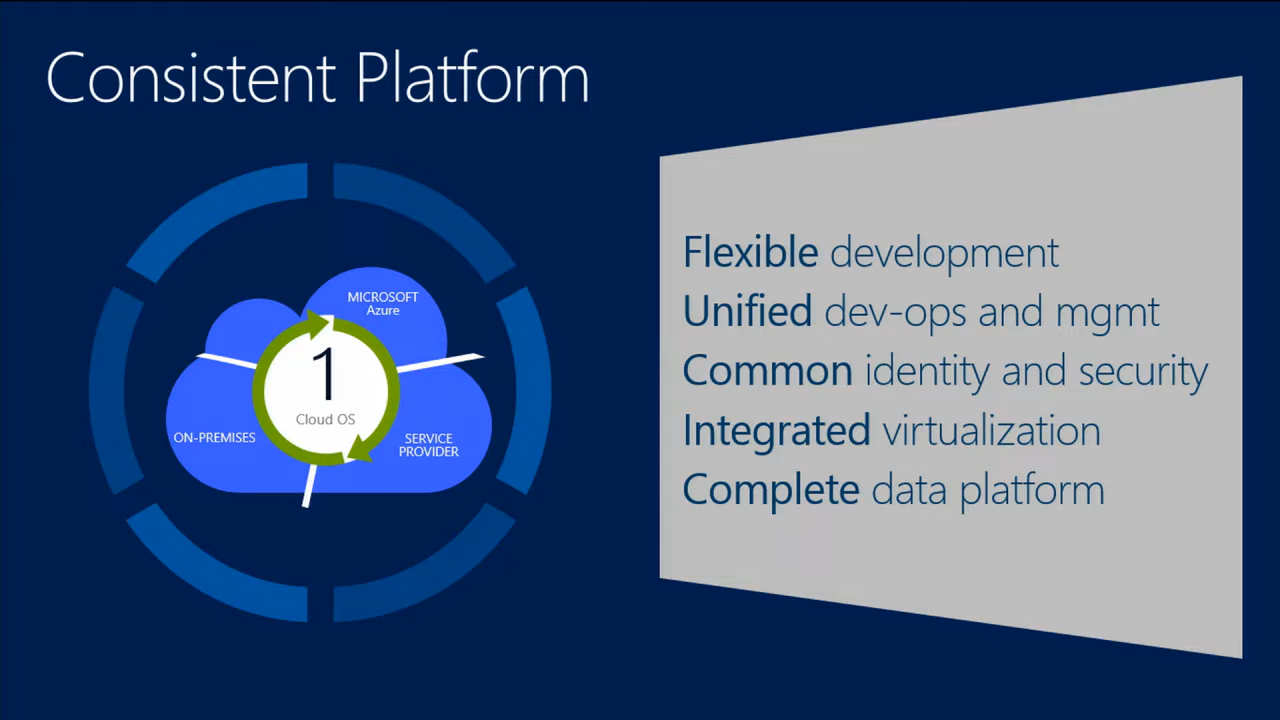 Consistent Platform
MICROSOFT
Azure
1
Cloud OS
ON-PREMISES
SERVICE
PROVIDER
Flexible development
Unified dev-ops and mgmt
Common identity and security
Integrated virtualization
Complete data platform